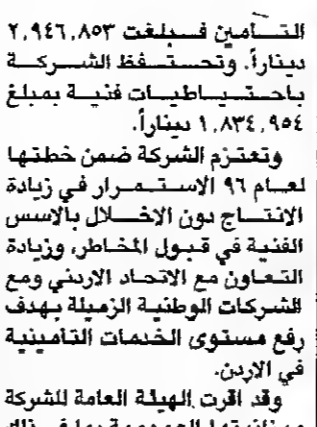 التأمين فبلغت ٢,٩٤٦,٨٥٣
ديناراً. وتحتفظ الشركة
باحتياطيات فنية بمبلغ
١,٨٣٤,٩٥٤ ديناراً.
وتعتزم الشركة ضمن خطتها
لعام ٩٦ الاستمرار في زيادة
الانتاج دون الاخلال بالاسس
الفنية في قبول المخاطر، وزيادة
التعاون مع الاتحاد الاردني ومع
الشركات الوطنية الزميلة بهدف
رفع مستوى الخدمات التأمينية
في الاردن.
وقد اقرت الهيئة العامة للشركة